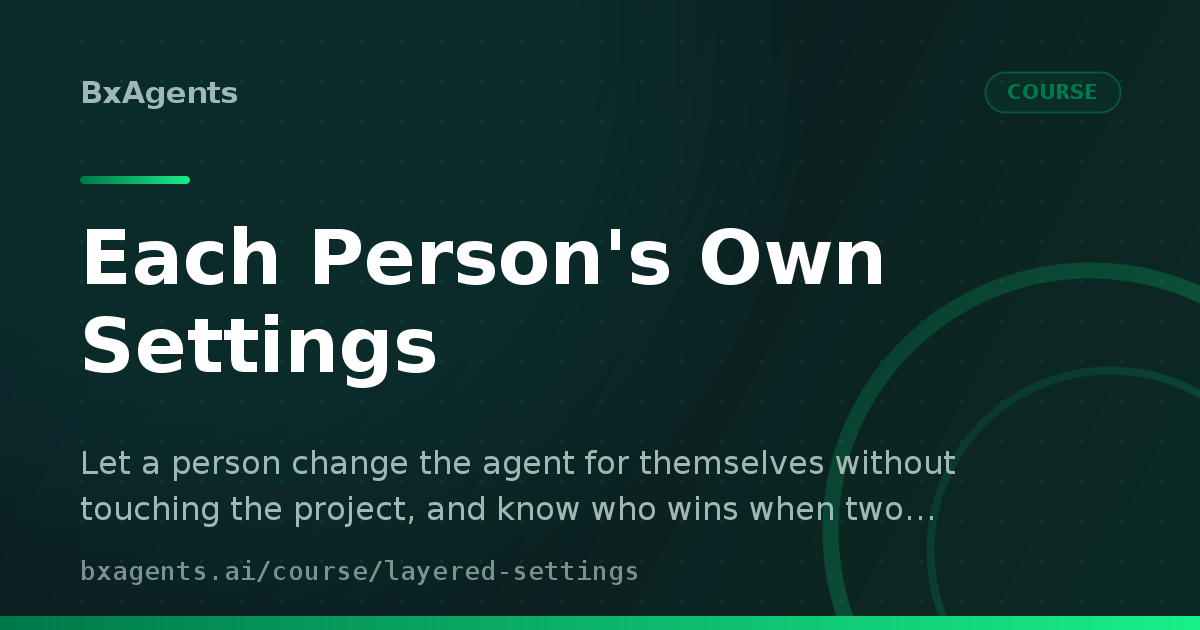 BxAgents
COURSE
Each Person's Own
Settings
Let a person change the agent for themselves without
touching the project, and know who wins when two…
bxagents.ai/course/layered-settings